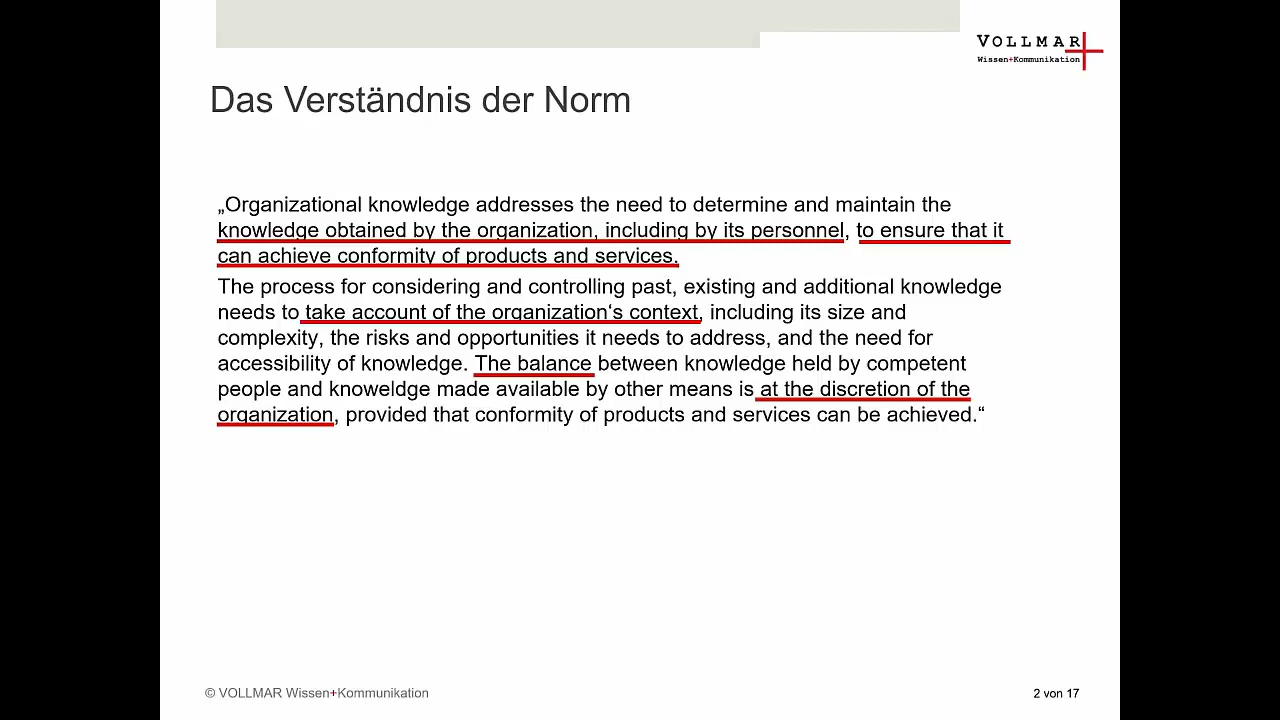 VOLLMAR
Wissen+Kommunikation
Das Verständnis der Norm
„Organizational knowledge addresses the need to determine and maintain the
knowledge obtained by the organization, including by its personnel, to ensure that it
can achieve conformity of products and services.
The process for considering and controlling past, existing and additional knowledge
needs to take account of the organization‘s context, including its size and
complexity, the risks and opportunities it needs to address, and the need for
accessibility of knowledge. The balance between knowledge held by competent
people and knoweldge made available by other means is at the discretion of the
organization, provided that conformity of products and services can be achieved.“
© VOLLMAR Wissen+Kommunikation
2 von 17